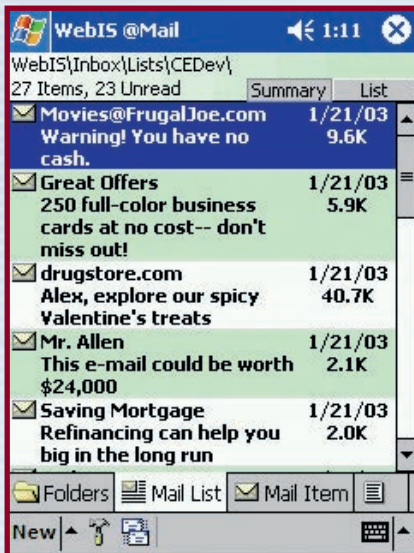 WebIS @Mail 1:11
WebIS\Inbox\Lists\CEDev\
27 Items, 23 Unread Summary List
Movies@FrugalJoe.com 1/21/03
Warning! You have no 9.6K
cash.
Great Offers 1/21/03
250 full-color business 5.9K
cards at no cost-- don't
miss out!
drugstore.com 1/21/03
Alex, explore our spicy 40.7K
Valentine's treats
Mr. Allen 1/21/03
This e-mail could be worth 2.1K
$24,000
Saving Mortgage 1/21/03
Refinancing can help you 2.0K
big in the long run
Folders Mail List Mail Item
New